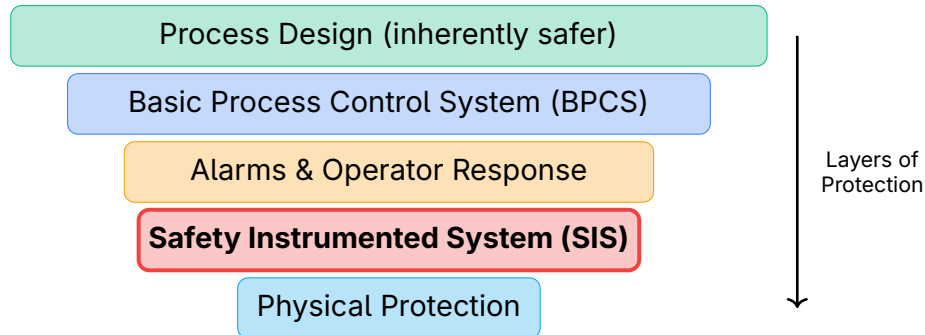 Process Design (inherently safer)
Basic Process Control System (BPCS)
Alarms & Operator Response
Safety Instrumented System (SIS)
Physical Protection
Layers of
Protection